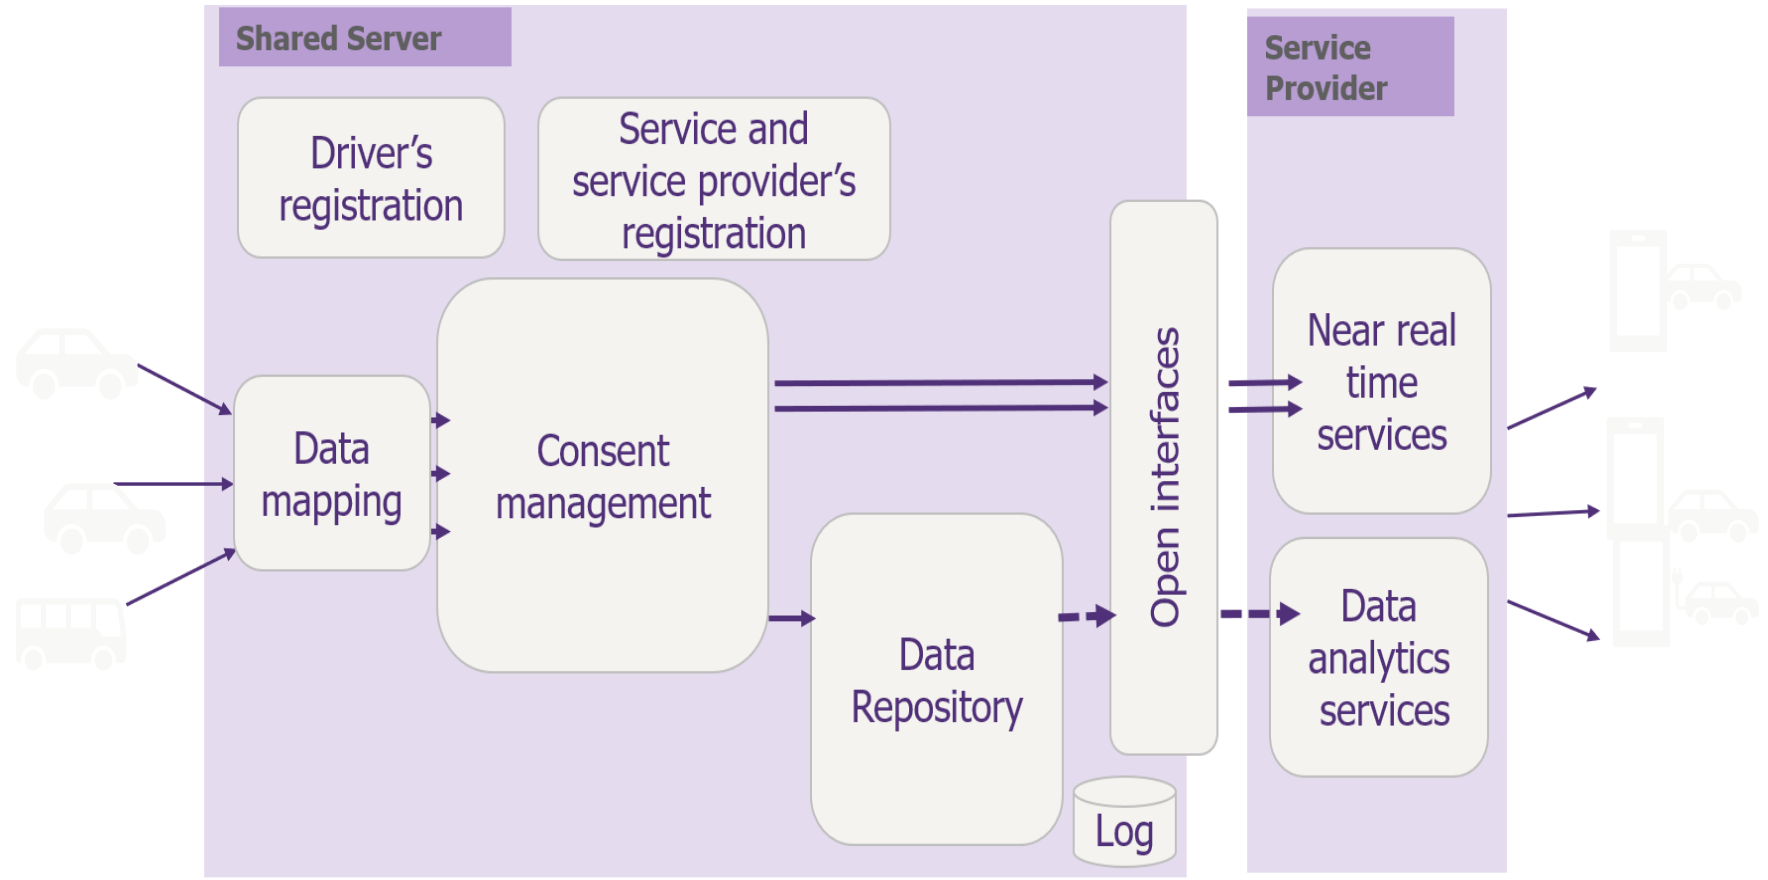 Shared Server
Service
Provider
Driver’s
registration
Service and
service provider’s
registration
Data
mapping
Consent
management
Data
Repository
Open interfaces
Log
Near real
time
services
Data
analytics
services